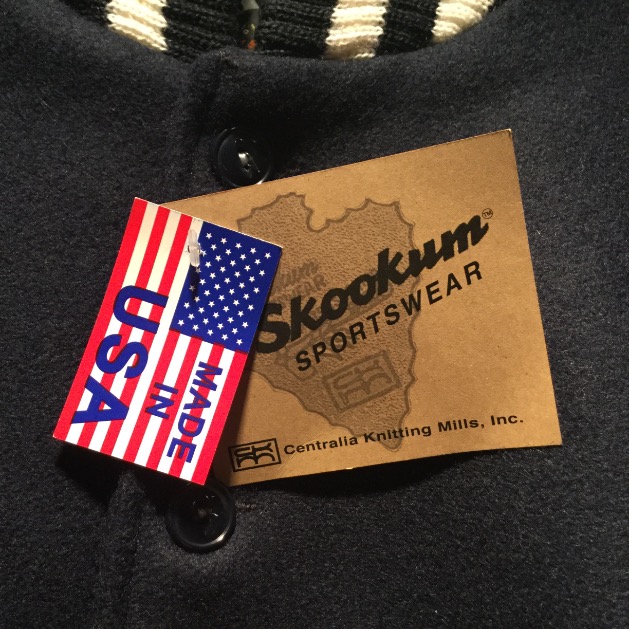 MADE
IN
USA
Skookum™
SPORTSWEAR
Centralia Knitting Mills, Inc.